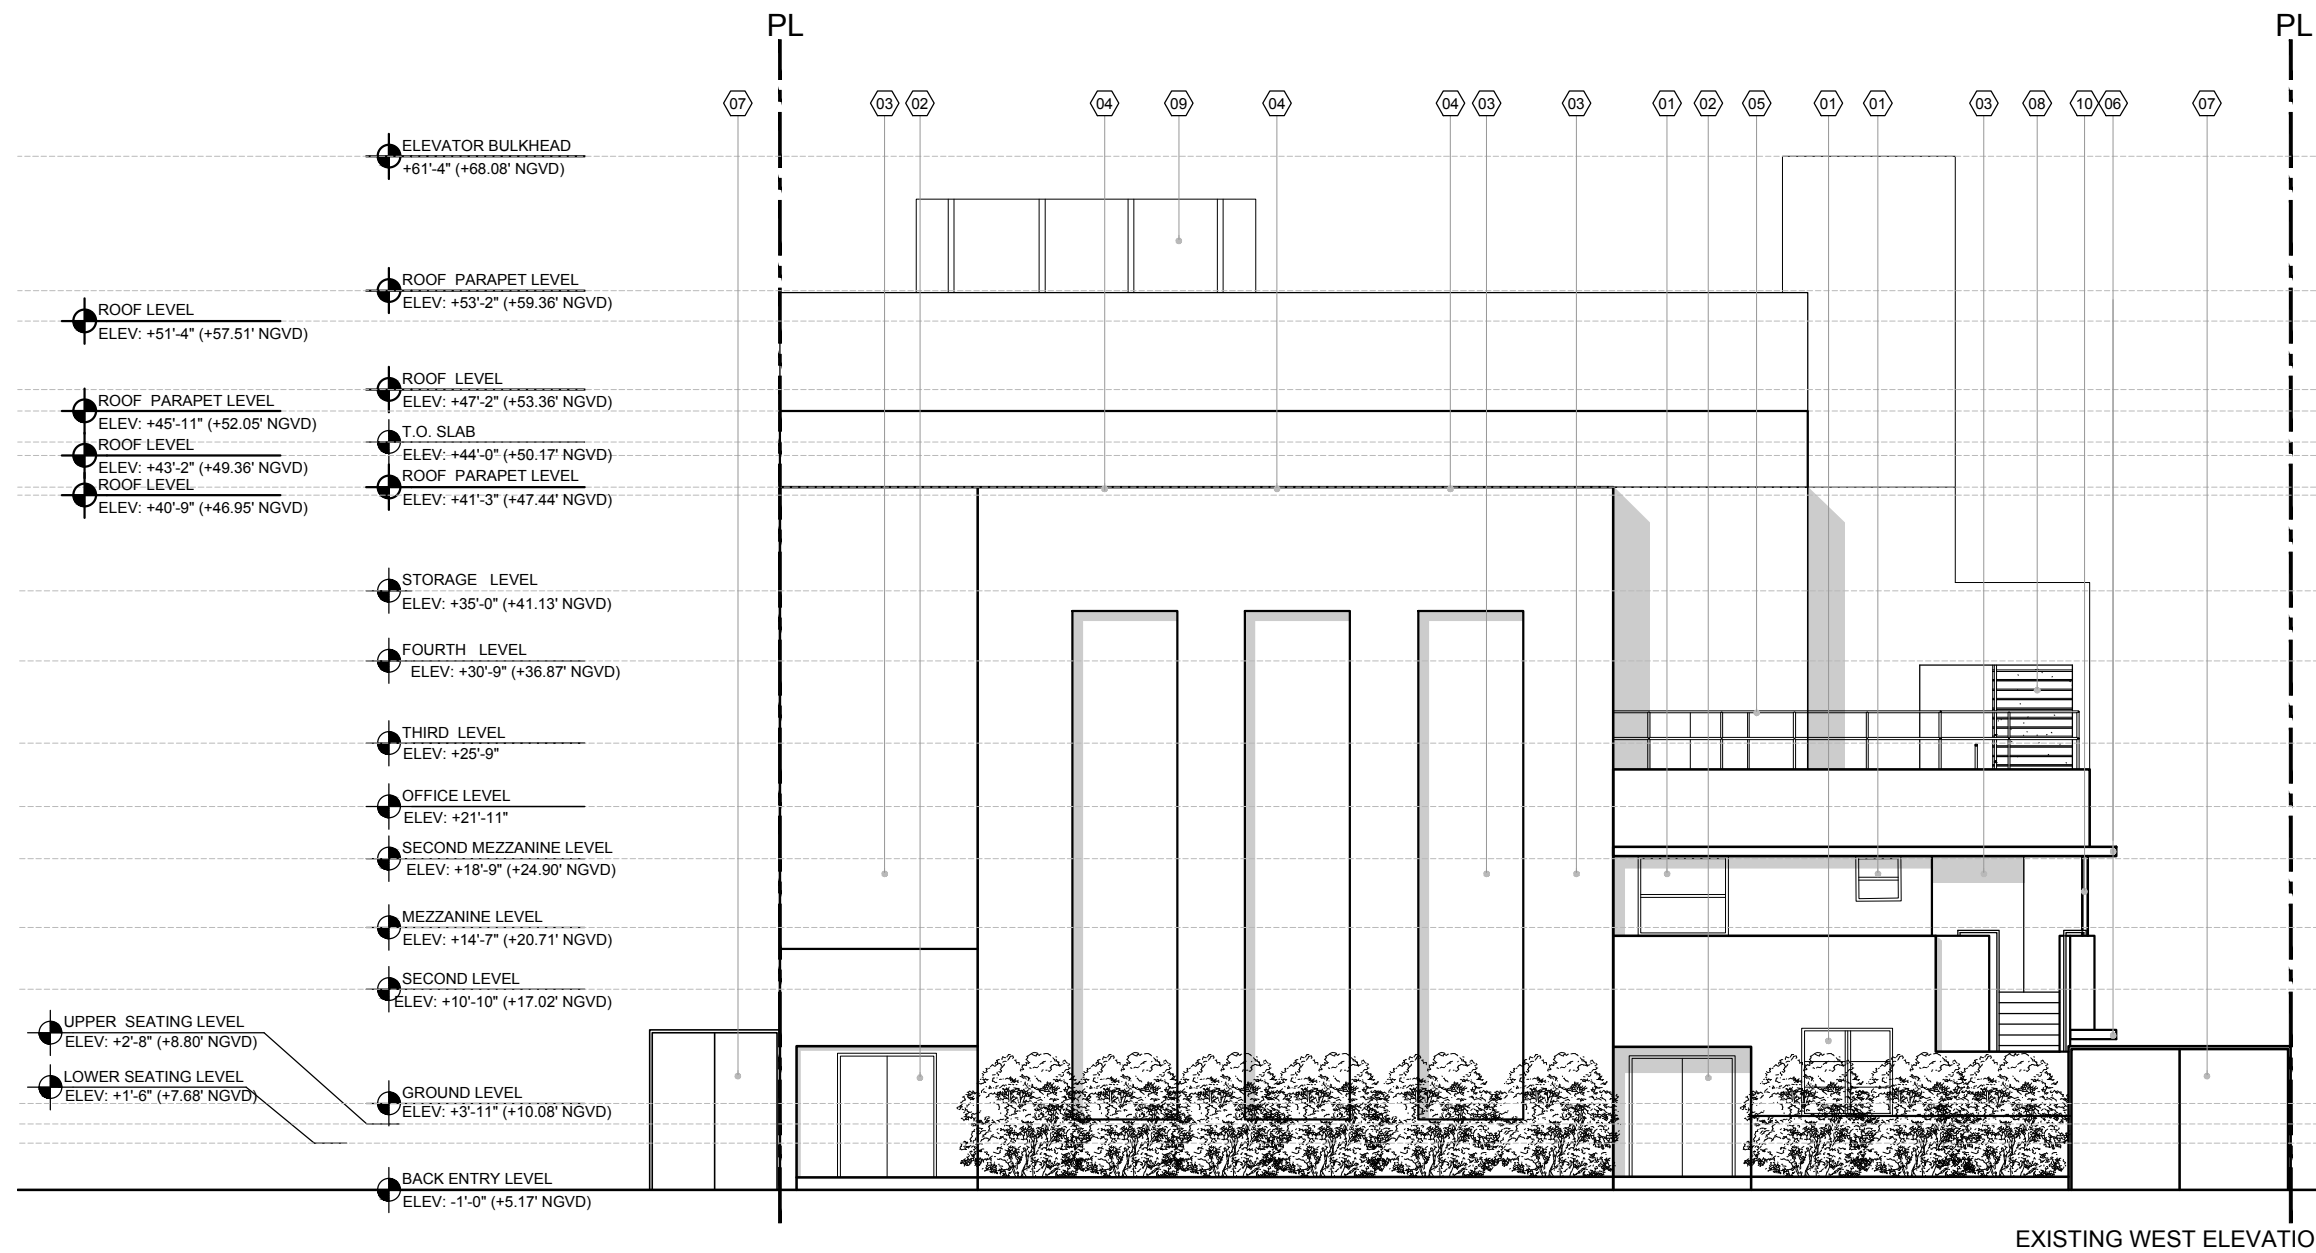 PL PL
07 03 02 04 09 04 04 03 03 01 02 05 01 01 03 08 10 06 07
ELEVATOR BULKHEAD
+61'-4" (+68.08' NGVD)
ROOF PARAPET LEVEL
ELEV: +53'-2" (+59.36' NGVD)
ROOF LEVEL
ELEV: +51'-4" (+57.51' NGVD)
ROOF LEVEL
ELEV: +47'-2" (+53.36' NGVD)
ROOF PARAPET LEVEL
ELEV: +45'-11" (+52.05' NGVD)
T.O. SLAB
ELEV: +44'-0" (+50.17' NGVD)
ROOF LEVEL
ELEV: +43'-2" (+49.36' NGVD)
ROOF PARAPET LEVEL
ELEV: +41'-3" (+47.44' NGVD)
ROOF LEVEL
ELEV: +40'-9" (+46.95' NGVD)
STORAGE LEVEL
ELEV: +35'-0" (+41.13' NGVD)
FOURTH LEVEL
ELEV: +30'-9" (+36.87' NGVD)
THIRD LEVEL
ELEV: +25'-9"
OFFICE LEVEL
ELEV: +21'-11"
SECOND MEZZANINE LEVEL
ELEV: +18'-9" (+24.90' NGVD)
MEZZANINE LEVEL
ELEV: +14'-7" (+20.71' NGVD)
SECOND LEVEL
ELEV: +10'-10" (+17.02' NGVD)
UPPER SEATING LEVEL
ELEV: +2'-8" (+8.80' NGVD)
LOWER SEATING LEVEL
ELEV: +1'-6" (+7.68' NGVD)
GROUND LEVEL
ELEV: +3'-11" (+10.08' NGVD)
BACK ENTRY LEVEL
ELEV: -1'-0" (+5.17' NGVD)
EXISTING WEST ELEVATIO